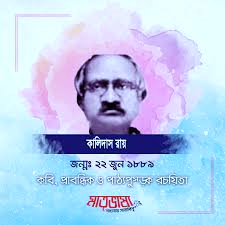 কালিদাস রায়
জন্মঃ ২২ জুন ১৮৮৯
কবি, প্রাবন্ধিক ও পাঠ্যপুস্তক রচয়িতা
মাতৃভাষা